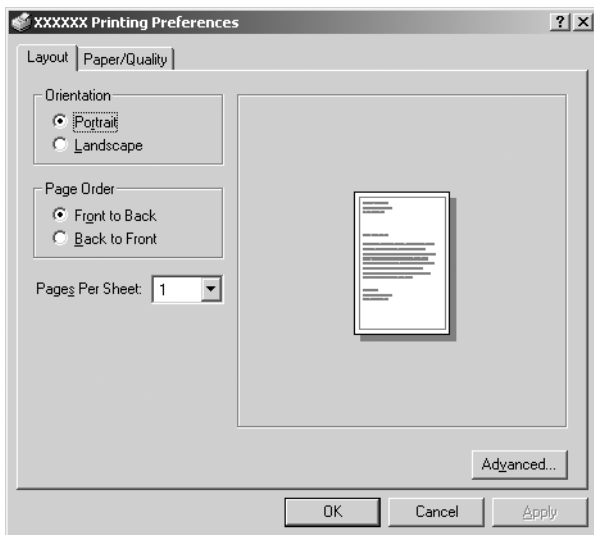 XXXXXX Printing Preferences
Layout
Paper/Quality
Orientation
Portrait
Landscape
Page Order
Front to Back
Back to Front
Pages Per Sheet: 1
Advanced...
OK
Cancel
Apply